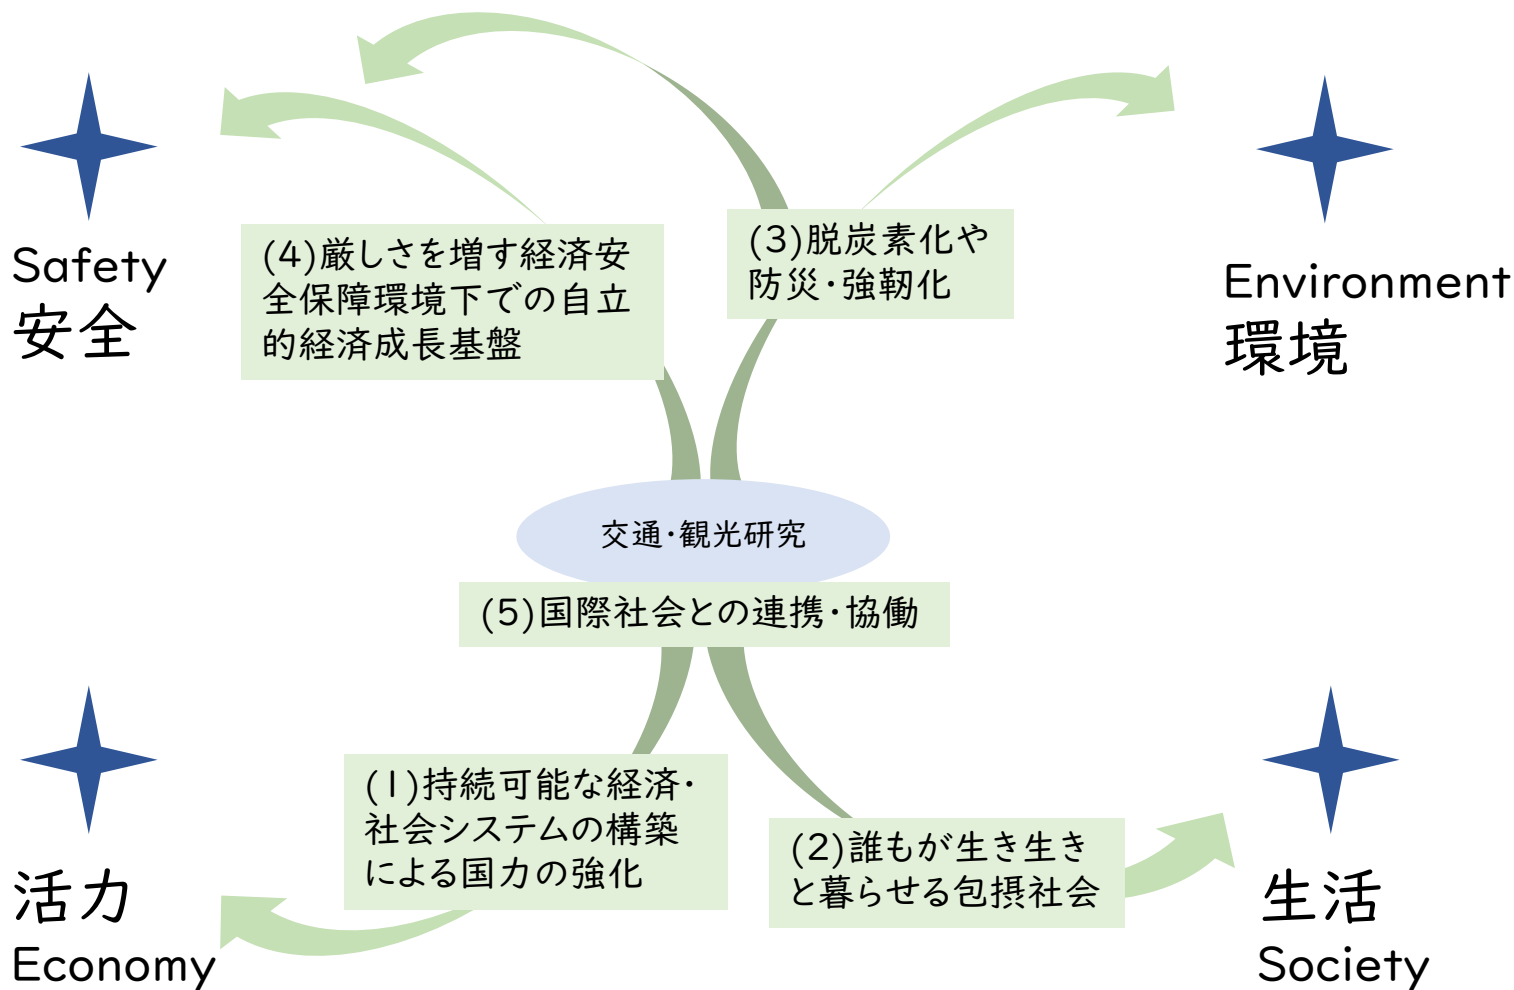 Safety
安全
(4)厳しさを増す経済安
全保障環境下での自立
的経済成長基盤
(3)脱炭素化や
防災・強靭化
Environment
環境
交通・観光研究
(5)国際社会との連携・協働
(1)持続可能な経済・
社会システムの構築
による国力の強化
(2)誰もが生き生き
と暮らせる包摂社会
活力
Economy
生活
Society